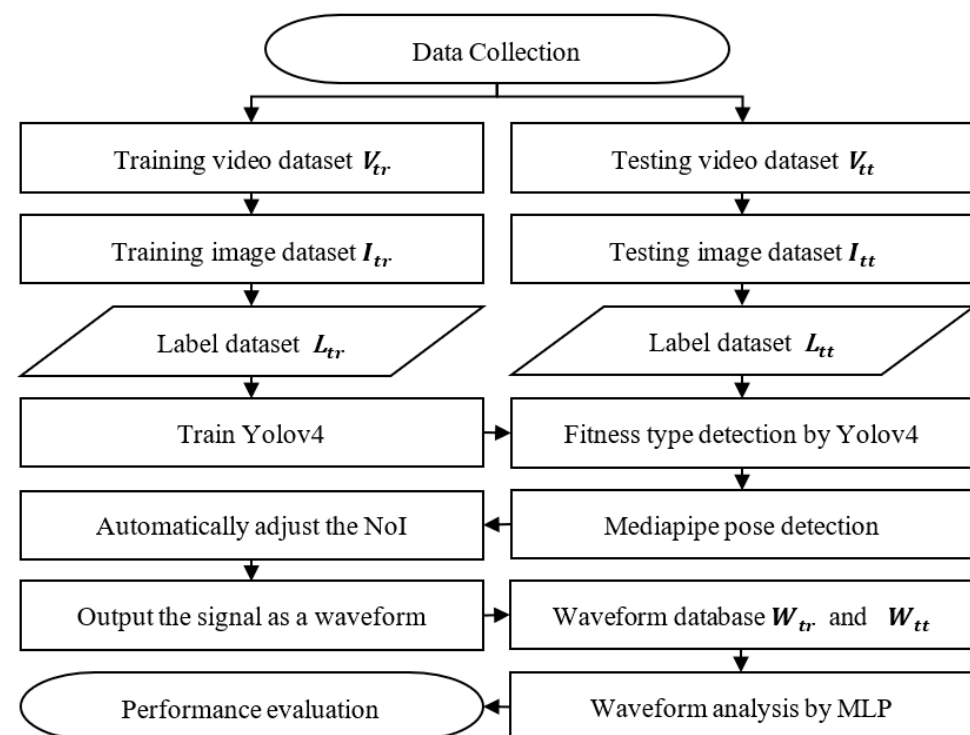 Data Collection
Training video dataset V_tr
Testing video dataset V_tt
Training image dataset I_tr
Testing image dataset I_tt
Label dataset L_tr
Label dataset L_tt
Train Yolov4
Fitness type detection by Yolov4
Automatically adjust the NoI
Mediapipe pose detection
Output the signal as a waveform
Waveform database W_tr and W_tt
Performance evaluation
Waveform analysis by MLP